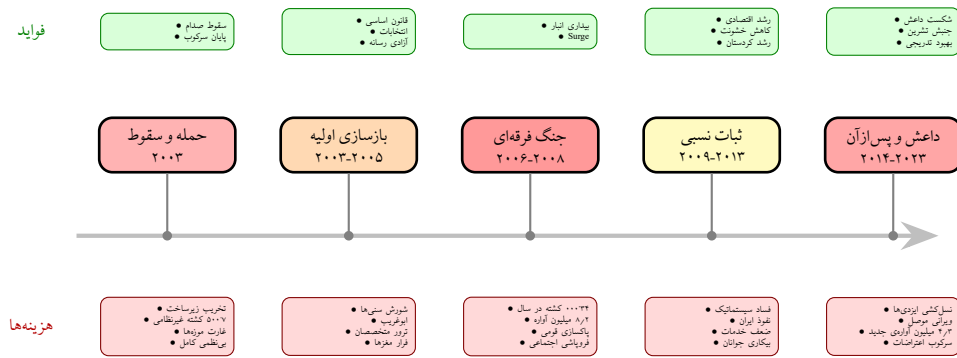 فواید
سقوط صدام
پایان سرکوب
قانون اساسی
انتخابات
آزادی رسانه
بیداری انبار
Surge
رشد اقتصادی
کاهش خشونت
رشد کردستان
شکست داعش
جنبش تشرین
بهبود تدریجی
حمله و سقوط
۲۰۰۳
بازسازی اولیه
۲۰۰۳-۲۰۰۵
جنگ فرقه‌ای
۲۰۰۶-۲۰۰۸
ثبات نسبی
۲۰۰۹-۲۰۱۳
داعش و پس‌ازآن
۲۰۱۴-۲۰۲۳
هزینه‌ها
تخریب زیرساخت
۵۰۰'۷ کشته غیرنظامی
غارت موزه‌ها
بی‌نظمی کامل
شورش سنی‌ها
ابوغریب
ترور متخصصان
فرار مغزها
۰۰۰'۳۴ کشته در سال
۸٫۲ میلیون آواره
پاکسازی قومی
فروپاشی اجتماعی
فساد سیستماتیک
نفوذ ایران
ضعف خدمات
بیکاری جوانان
نسل‌کشی ایزدی‌ها
ویرانی موصل
۴٫۳ میلیون آواره‌ی جدید
سرکوب اعتراضات